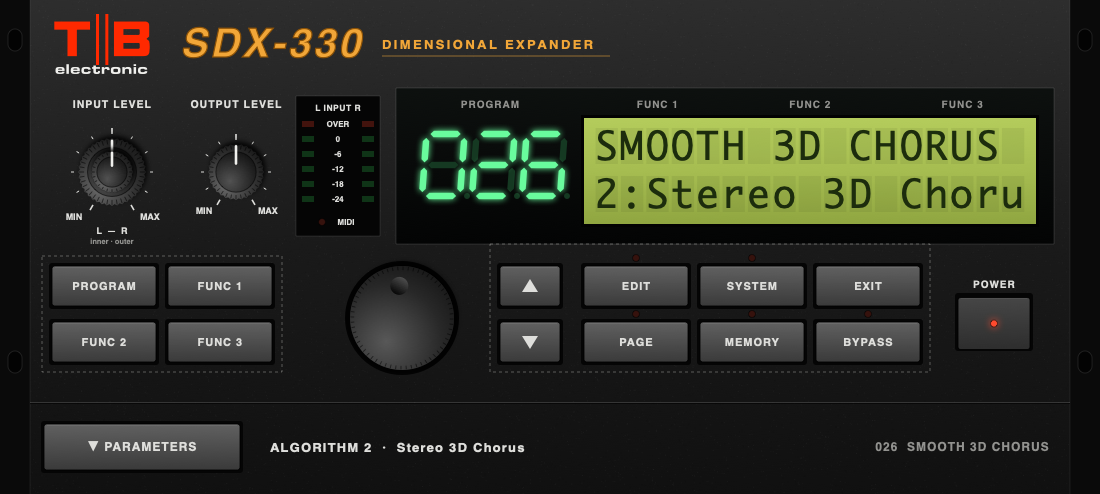 TB
electronic
SDX-330
DIMENSIONAL EXPANDER
INPUT LEVEL
OUTPUT LEVEL
MIN
MAX
L — R
inner · outer
MIN
MAX
L INPUT R
OVER
0
-6
-12
-18
-24
MIDI
PROGRAM
FUNC 1
FUNC 2
FUNC 3
026
SMOOTH 3D CHORUS
2:Stereo 3D Choru
PROGRAM
FUNC 1
FUNC 2
FUNC 3
▲
▼
EDIT
SYSTEM
EXIT
PAGE
MEMORY
BYPASS
POWER
▼ PARAMETERS
ALGORITHM 2 · Stereo 3D Chorus
026 SMOOTH 3D CHORUS